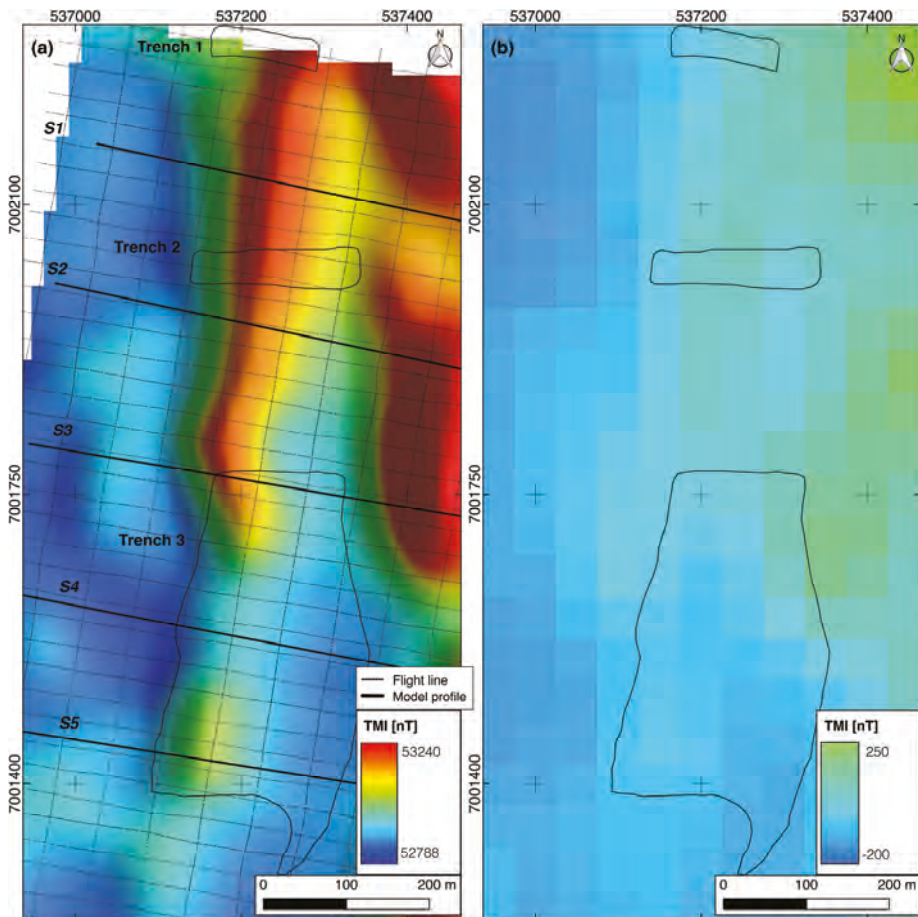 537000 537200 537400 537000 537200 537400
(a) Trench 1 N (b) N
S1
7002100 7002100
Trench 2
S2
S3
7001750 7001750
Trench 3
S4
Flight line
Model profile
S5
TMI [nT] TMI [nT]
53240 250
7001400 7001400
52788 -200
0 100 200 m 0 100 200 m